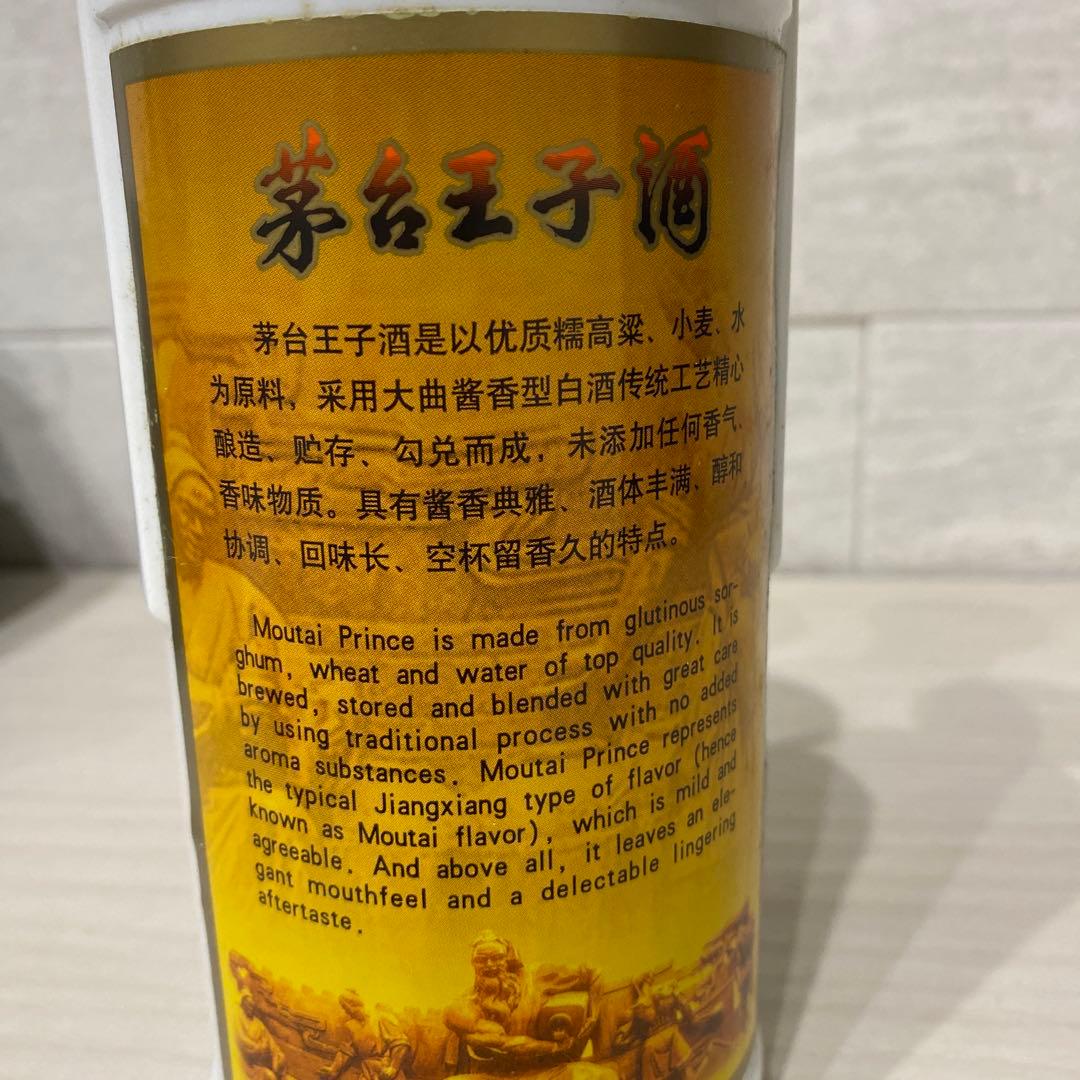 茅台王子酒
茅台王子酒是以优质糯高粱、小麦、水
为原料，采用大曲酱香型白酒传统工艺精心
酿造、贮存、勾兑而成，未添加任何香气、
香味物质。具有酱香典雅、酒体丰满、醇和
协调、回味长、空杯留香久的特点。
Moutai Prince is made from glutinous sor-
ghum, wheat and water of top quality. It is
brewed, stored and blended with great care
by using traditional process with no added
aroma substances. Moutai Prince represents
the typical Jiangxiang type of flavor (hence
known as Moutai flavor), which is mild and
agreeable. And above all, it leaves an ele-
gant mouthfeel and a delectable lingering
aftertaste.